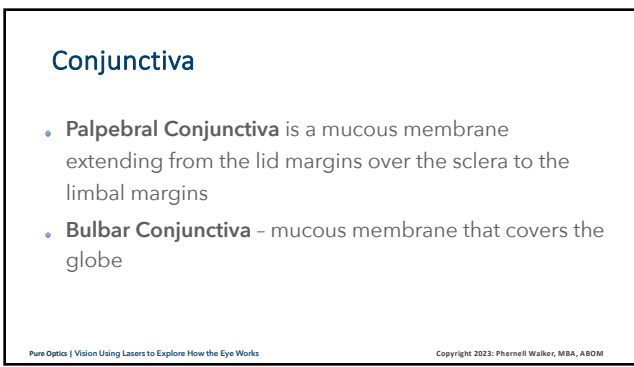 Conjunctiva
Palpebral Conjunctiva is a mucous membrane
extending from the lid margins over the sclera to the
limbal margins
Bulbar Conjunctiva – mucous membrane that covers the
globe
Pure Optics | Vision Using Lasers to Explore How the Eye Works
Copyright 2023: Phernell Walker, MBA, ABOM